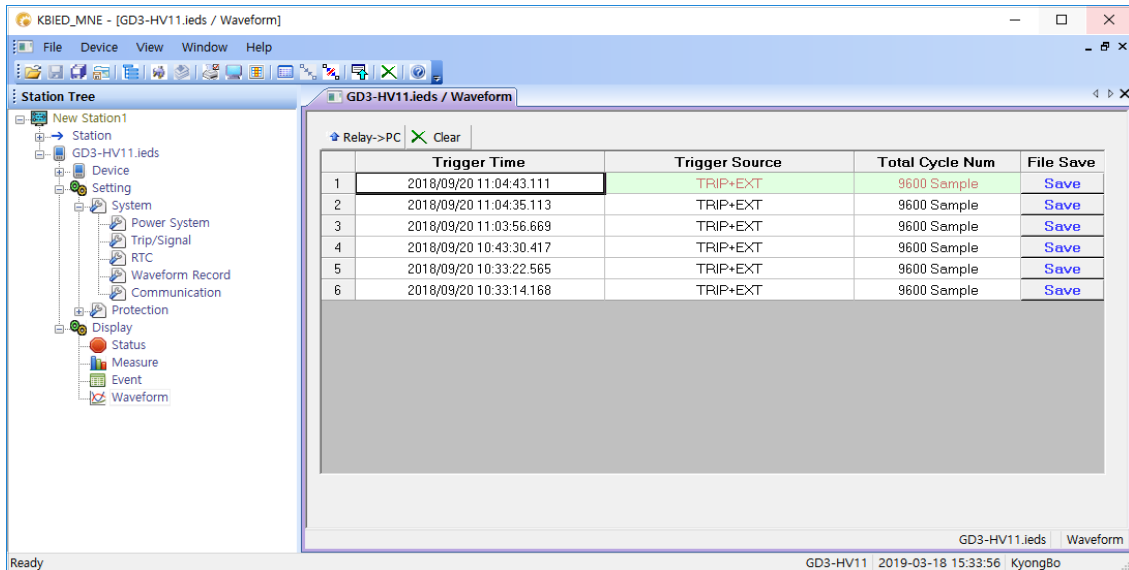 KBIED_MNE - [GD3-HV11.ieds / Waveform]
File Device View Window Help
Station Tree
New Station1
Station
GD3-HV11.ieds
Device
Setting
System
Power System
Trip/Signal
RTC
Waveform Record
Communication
Protection
Display
Status
Measure
Event
Waveform
GD3-HV11.ieds / Waveform
Relay->PC Clear
Trigger Time Trigger Source Total Cycle Num File Save
1 2018/09/20 11:04:43.111 TRIP+EXT 9600 Sample Save
2 2018/09/20 11:04:35.113 TRIP+EXT 9600 Sample Save
3 2018/09/20 11:03:56.669 TRIP+EXT 9600 Sample Save
4 2018/09/20 10:43:30.417 TRIP+EXT 9600 Sample Save
5 2018/09/20 10:33:22.565 TRIP+EXT 9600 Sample Save
6 2018/09/20 10:33:14.168 TRIP+EXT 9600 Sample Save
GD3-HV11.ieds Waveform
Ready GD3-HV11 2019-03-18 15:33:56 KyongBo